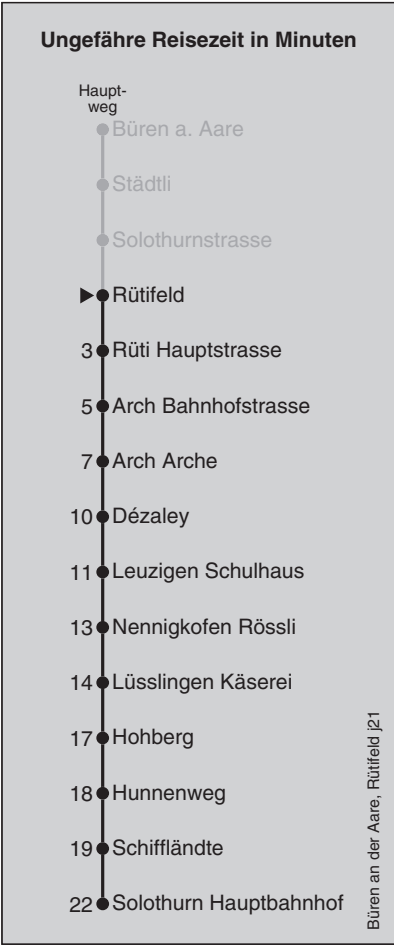 Ungefähre Reisezeit in Minuten
Haupt-
weg
Büren a. Aare
Städtli
Solothurnstrasse
Rütifeld
3 Rüti Hauptstrasse
5 Arch Bahnhofstrasse
7 Arch Arche
10 Dézaley
11 Leuzigen Schulhaus
13 Nennigkofen Rössli
14 Lüsslingen Käserei
17 Hohberg
18 Hunnenweg
19 Schiffländte
22 Solothurn Hauptbahnhof
Büren an der Aare, Rütifeld j21